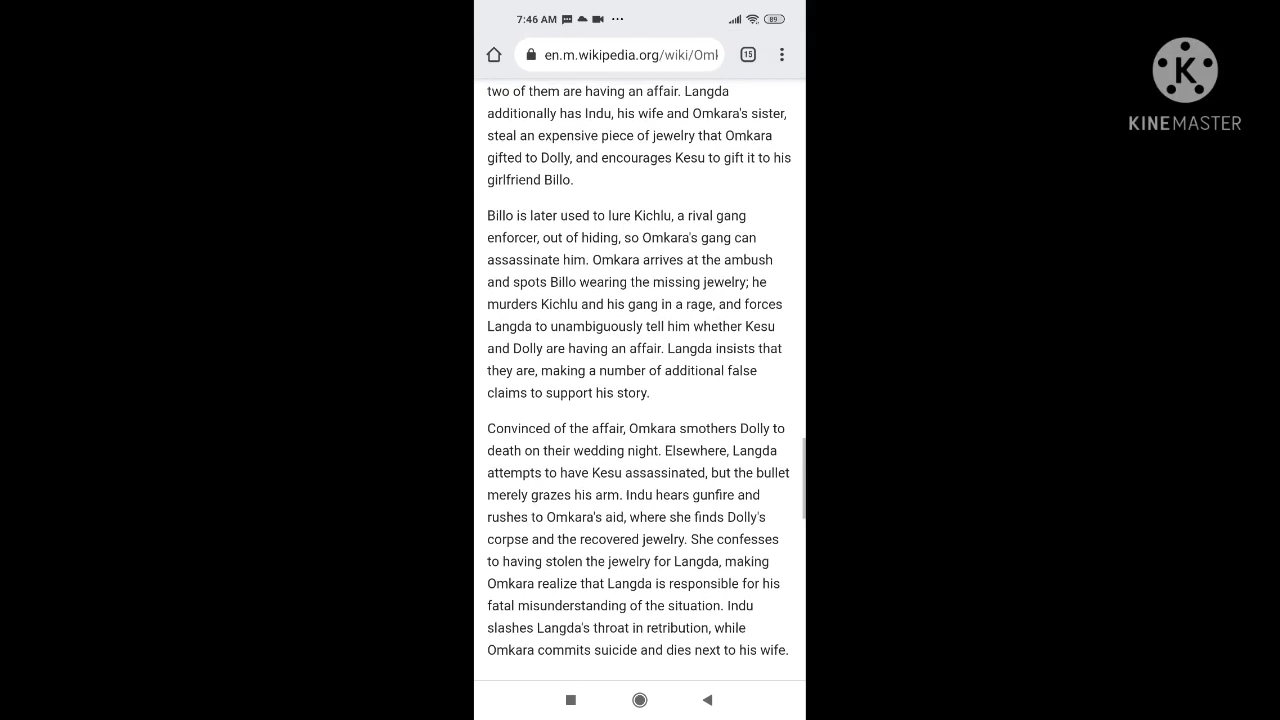 7:46 AM
89
en.m.wikipedia.org/wiki/Oml
15
K
KINEMASTER
two of them are having an affair. Langda
additionally has Indu, his wife and Omkara's sister,
steal an expensive piece of jewelry that Omkara
gifted to Dolly, and encourages Kesu to gift it to his
girlfriend Billo.
Billo is later used to lure Kichlu, a rival gang
enforcer, out of hiding, so Omkara's gang can
assassinate him. Omkara arrives at the ambush
and spots Billo wearing the missing jewelry; he
murders Kichlu and his gang in a rage, and forces
Langda to unambiguously tell him whether Kesu
and Dolly are having an affair. Langda insists that
they are, making a number of additional false
claims to support his story.
Convinced of the affair, Omkara smothers Dolly to
death on their wedding night. Elsewhere, Langda
attempts to have Kesu assassinated, but the bullet
merely grazes his arm. Indu hears gunfire and
rushes to Omkara's aid, where she finds Dolly's
corpse and the recovered jewelry. She confesses
to having stolen the jewelry for Langda, making
Omkara realize that Langda is responsible for his
fatal misunderstanding of the situation. Indu
slashes Langda's throat in retribution, while
Omkara commits suicide and dies next to his wife.